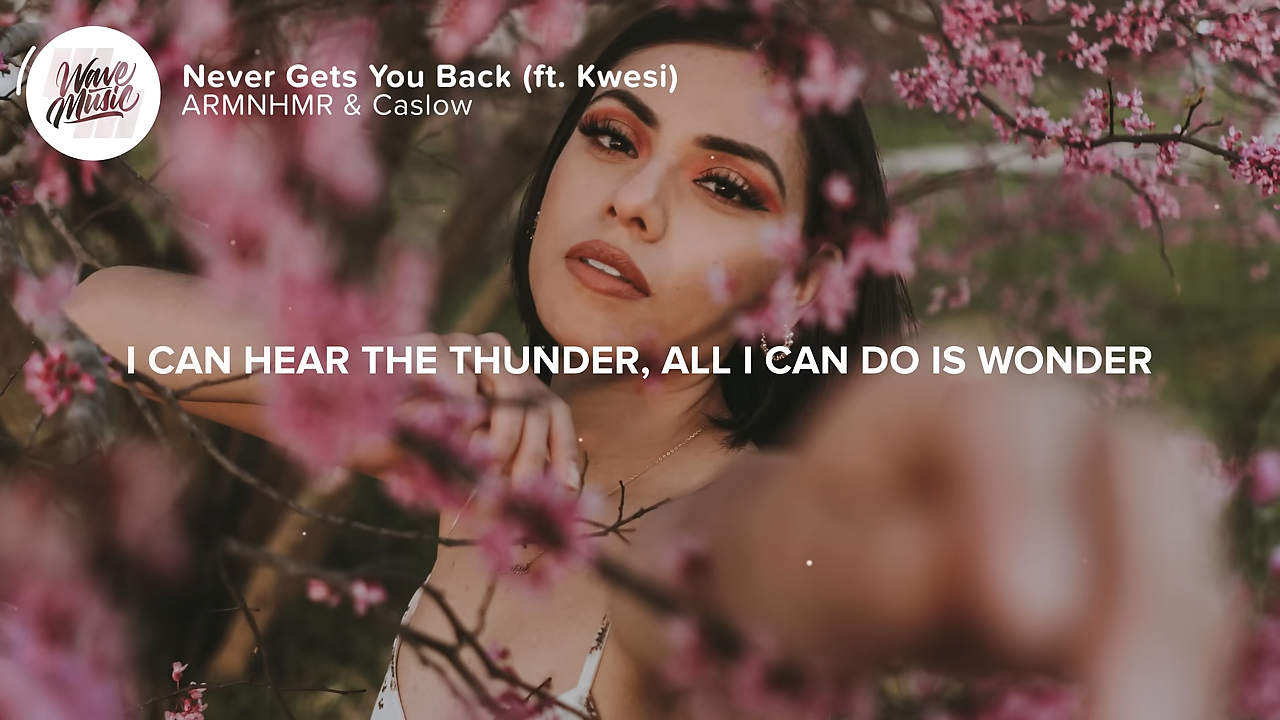 Wave
Music
Never Gets You Back (ft. Kwesi)
ARMNHMR & Caslow
I CAN HEAR THE THUNDER, ALL I CAN DO IS WONDER